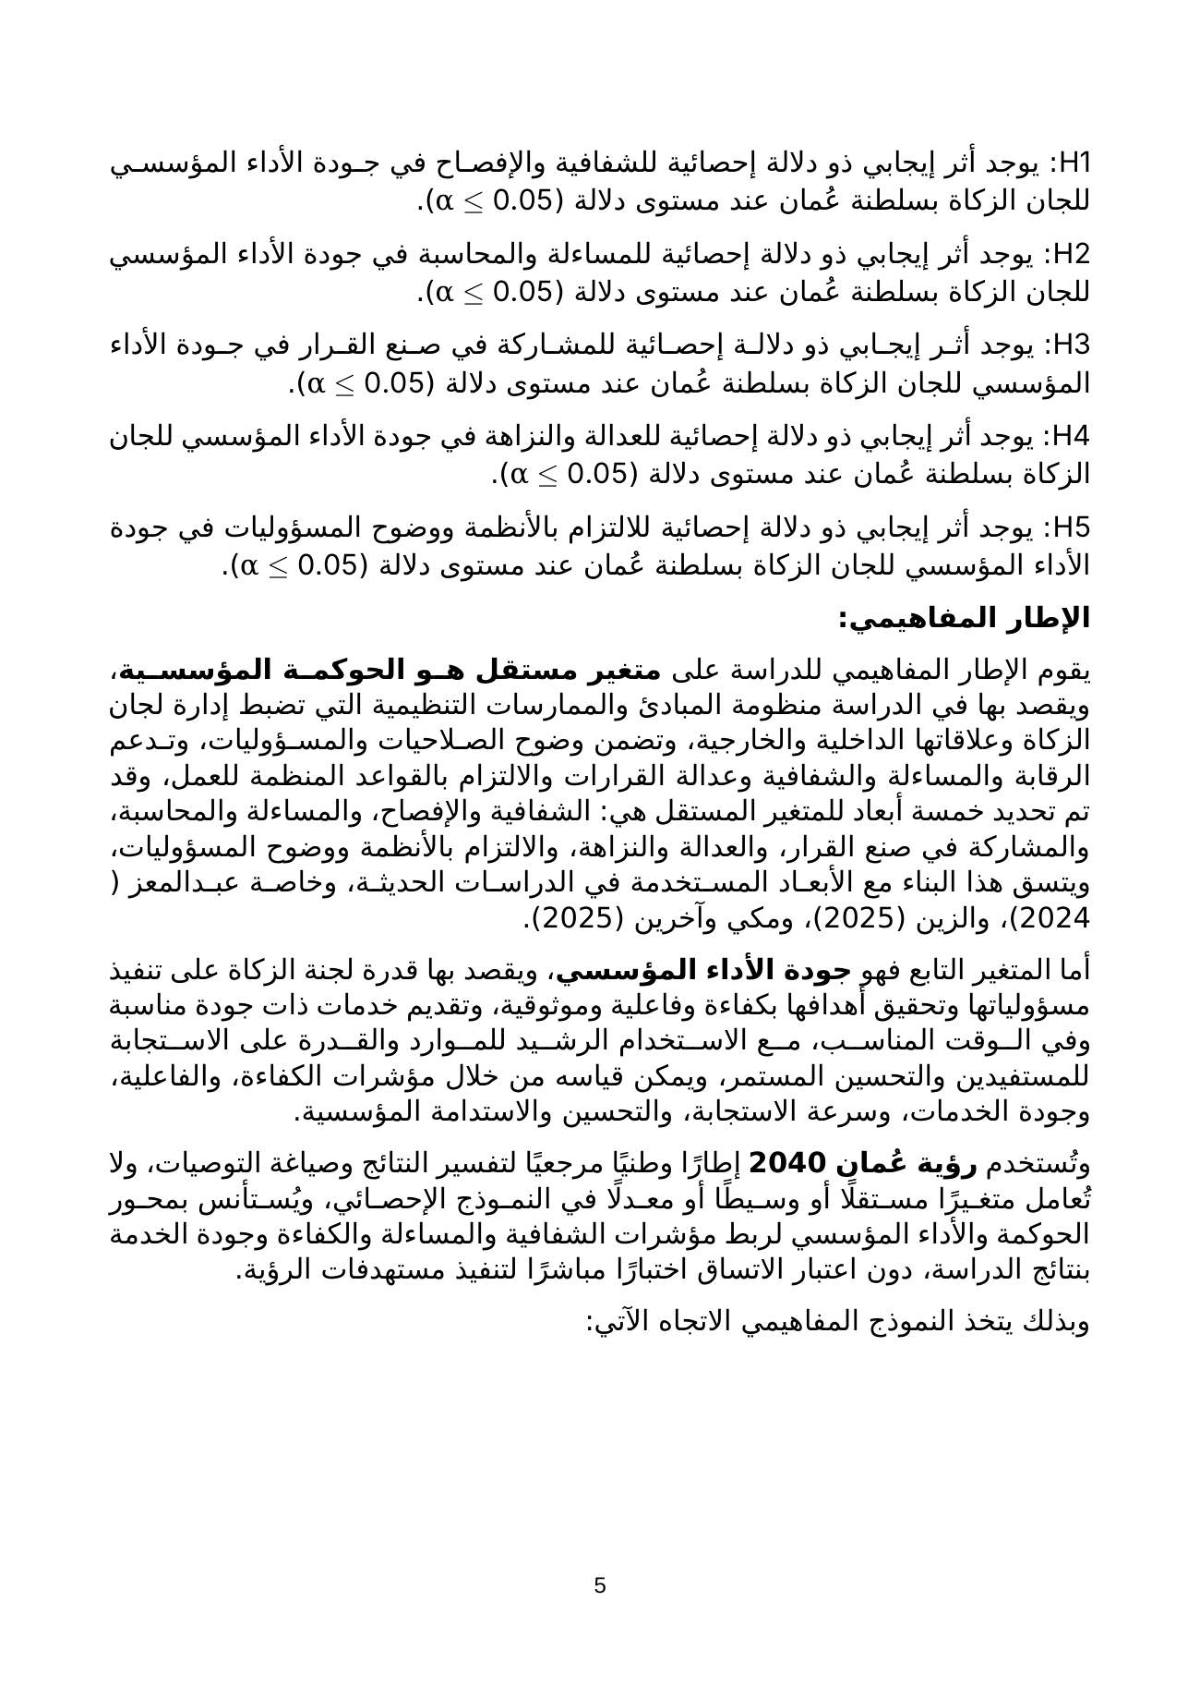 H1: يوجد أثر إيجابي ذو دلالة إحصائية للشفافية والإفصاح في جودة الأداء المؤسسي
للجان الزكاة بسلطنة عُمان عند مستوى دلالة (α ≤ 0.05).
H2: يوجد أثر إيجابي ذو دلالة إحصائية للمساءلة والمحاسبة في جودة الأداء المؤسسي
للجان الزكاة بسلطنة عُمان عند مستوى دلالة (α ≤ 0.05).
H3: يوجد أثر إيجابي ذو دلالة إحصائية للمشاركة في صنع القرار في جودة الأداء
المؤسسي للجان الزكاة بسلطنة عُمان عند مستوى دلالة (α ≤ 0.05).
H4: يوجد أثر إيجابي ذو دلالة إحصائية للعدالة والنزاهة في جودة الأداء المؤسسي للجان
الزكاة بسلطنة عُمان عند مستوى دلالة (α ≤ 0.05).
H5: يوجد أثر إيجابي ذو دلالة إحصائية للالتزام بالأنظمة ووضوح المسؤوليات في جودة
الأداء المؤسسي للجان الزكاة بسلطنة عُمان عند مستوى دلالة (α ≤ 0.05).
الإطار المفاهيمي:
يقوم الإطار المفاهيمي للدراسة على متغير مستقل هو الحوكمة المؤسسية،
ويقصد بها في الدراسة منظومة المبادئ والممارسات التنظيمية التي تضبط إدارة لجان
الزكاة وعلاقاتها الداخلية والخارجية، وتضمن وضوح الصلاحيات والمسؤوليات، وتدعم
الرقابة والمساءلة والشفافية وعدالة القرارات والالتزام بالقواعد المنظمة للعمل، وقد
تم تحديد خمسة أبعاد للمتغير المستقل هي: الشفافية والإفصاح، والمساءلة والمحاسبة،
والمشاركة في صنع القرار، والعدالة والنزاهة، والالتزام بالأنظمة ووضوح المسؤوليات،
ويتسق هذا البناء مع الأبعاد المستخدمة في الدراسات الحديثة، وخاصة عبدالمعز (
2024)، والزين (2025)، ومكي وآخرين (2025).
أما المتغير التابع فهو جودة الأداء المؤسسي، ويقصد بها قدرة لجنة الزكاة على تنفيذ
مسؤولياتها وتحقيق أهدافها بكفاءة وفاعلية وموثوقية، وتقديم خدمات ذات جودة مناسبة
وفي الوقت المناسب، مع الاستخدام الرشيد للموارد والقدرة على الاستجابة
للمستفيدين والتحسين المستمر، ويمكن قياسه من خلال مؤشرات الكفاءة، والفاعلية،
وجودة الخدمات، وسرعة الاستجابة، والتحسين والاستدامة المؤسسية.
وتُستخدم رؤية عُمان 2040 إطارًا وطنيًا مرجعيًا لتفسير النتائج وصياغة التوصيات، ولا
تُعامل متغيرًا مستقلًا أو وسيطًا أو معدلًا في النموذج الإحصائي، ويُستأنس بمحور
الحوكمة والأداء المؤسسي لربط مؤشرات الشفافية والمساءلة والكفاءة وجودة الخدمة
بنتائج الدراسة، دون اعتبار الاتساق اختبارًا مباشرًا لتنفيذ مستهدفات الرؤية.
وبذلك يتخذ النموذج المفاهيمي الاتجاه الآتي:
5